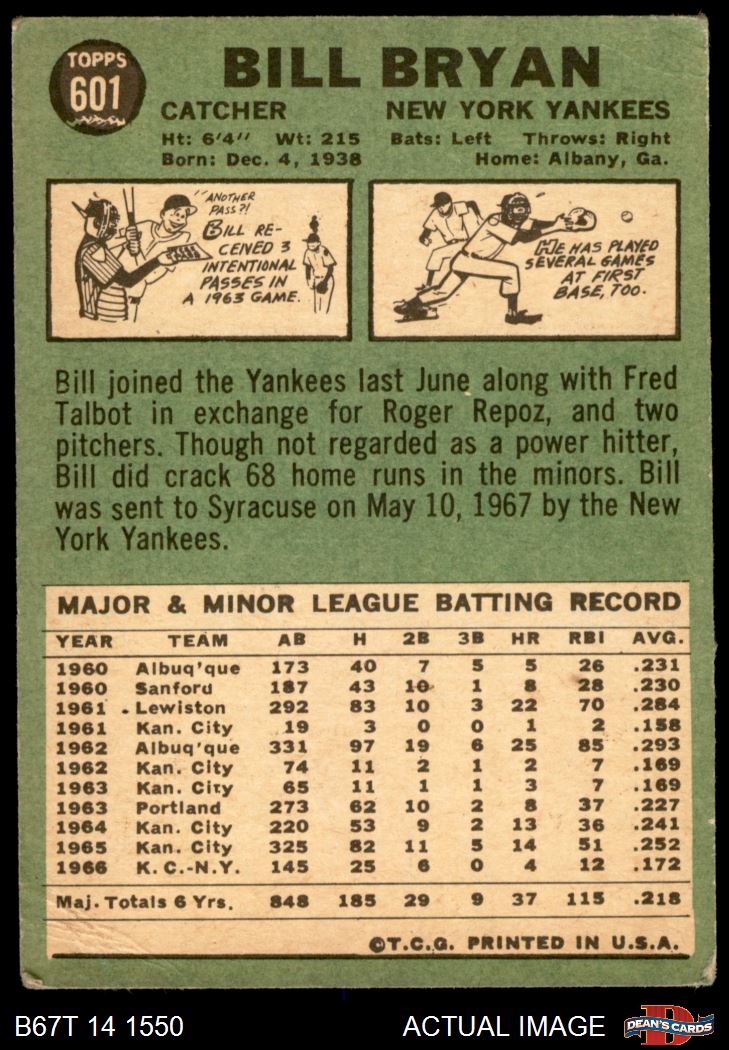 TOPPS
601
BILL BRYAN
CATCHER NEW YORK YANKEES
Ht: 6'4" Wt: 215 Bats: Left Throws: Right
Born: Dec. 4, 1938 Home: Albany, Ga.
"ANOTHER
PASS?!
BILL RE-
CENED 3
INTENTIONAL
PASSES IN
A 1963 GAME.
PASS
HE HAS PLAYED
SEVERAL GAMES
AT FIRST
BASE, TOO.
Bill joined the Yankees last June along with Fred
Talbot in exchange for Roger Repoz, and two
pitchers. Though not regarded as a power hitter,
Bill did crack 68 home runs in the minors. Bill
was sent to Syracuse on May 10, 1967 by the New
York Yankees.
MAJOR & MINOR LEAGUE BATTING RECORD
YEAR TEAM AB H 2B 3B HR RBI AVG.
1960 Albuq'que 173 40 7 5 5 26 .231
1960 Sanford 187 43 10 1 8 28 .230
1961 Lewiston 292 83 10 3 22 70 .284
1961 Kan. City 19 3 0 0 1 2 .158
1962 Albuq'que 331 97 19 6 25 85 .293
1962 Kan. City 74 11 2 1 2 7 .169
1963 Kan. City 65 11 1 1 3 7 .169
1963 Portland 273 62 10 2 8 37 .227
1964 Kan. City 220 53 9 2 13 36 .241
1965 Kan. City 325 82 11 5 14 51 .252
1966 K. C.-N.Y. 145 25 6 0 4 12 .172
Maj. Totals 6 Yrs. 848 185 29 9 37 115 .218
©T.C.G. PRINTED IN U.S.A.
B67T 14 1550 ACTUAL IMAGE D DEAN'S CARDS